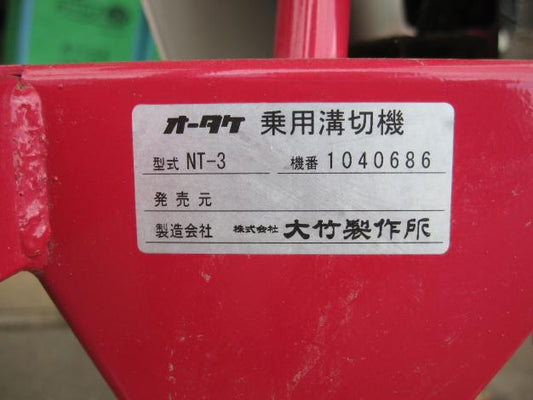 オータケ 乗用溝切機
型式 NT-3 機番 1040686
発売元
製造会社 株式会社 大竹製作所